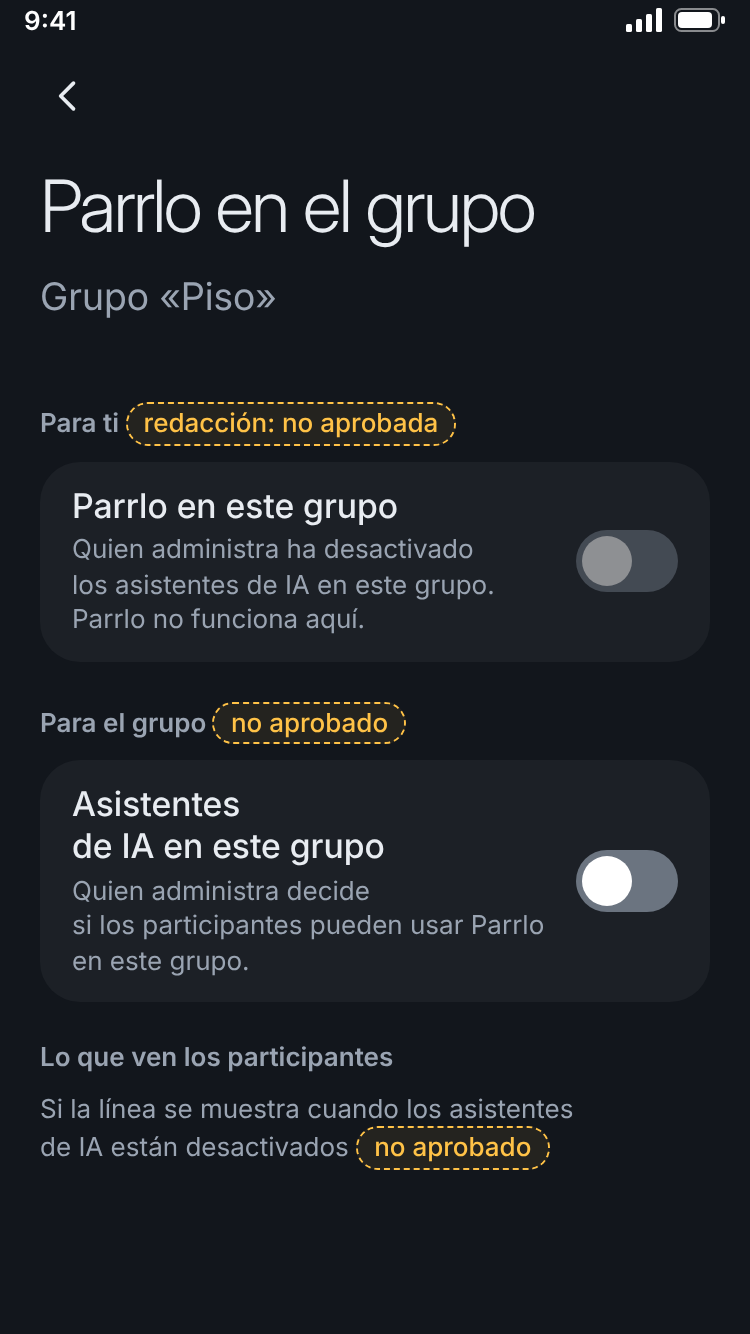 9:41
Parrlo en el grupo
Grupo «Piso»
Para ti redacción: no aprobada
Parrlo en este grupo
Quien administra ha desactivado
los asistentes de IA en este grupo.
Parrlo no funciona aquí.
Para el grupo no aprobado
Asistentes
de IA en este grupo
Quien administra decide
si los participantes pueden usar Parrlo
en este grupo.
Lo que ven los participantes
Si la línea se muestra cuando los asistentes
de IA están desactivados no aprobado